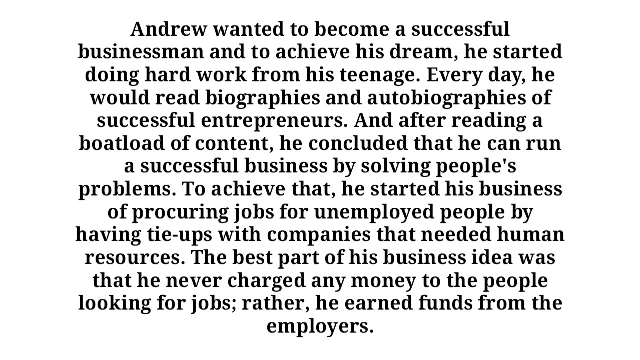 Andrew wanted to become a successful
businessman and to achieve his dream, he started
doing hard work from his teenage. Every day, he
would read biographies and autobiographies of
successful entrepreneurs. And after reading a
boatload of content, he concluded that he can run
a successful business by solving people's
problems. To achieve that, he started his business
of procuring jobs for unemployed people by
having tie-ups with companies that needed human
resources. The best part of his business idea was
that he never charged any money to the people
looking for jobs; rather, he earned funds from the
employers.